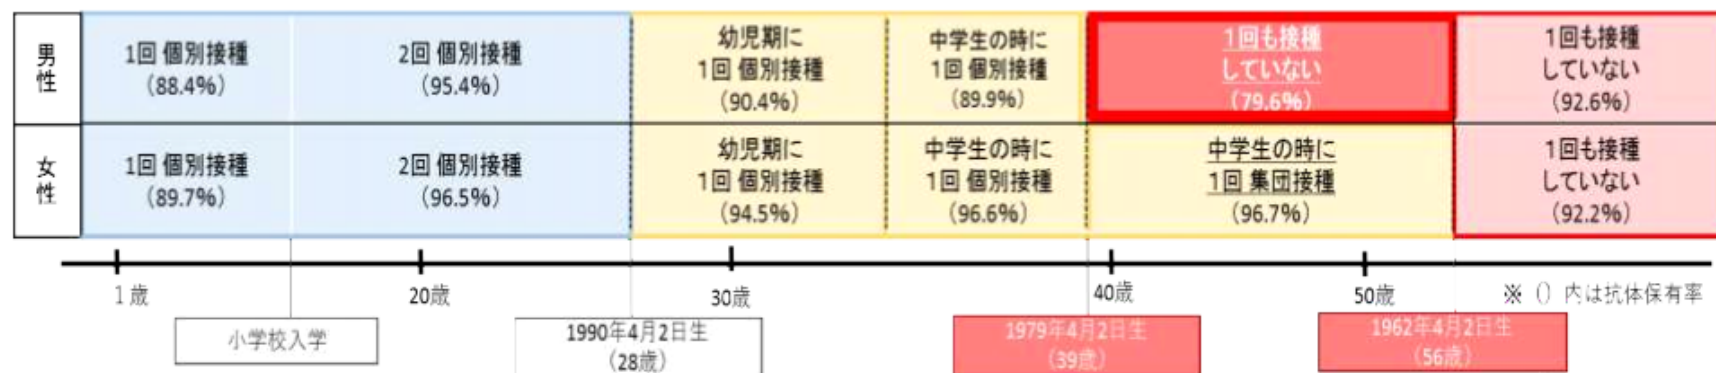 男性
1回 個別接種
(88.4%)
2回 個別接種
(95.4%)
幼児期に
1回 個別接種
(90.4%)
中学生の時に
1回 個別接種
(89.9%)
1回も接種
していない
(79.6%)
1回も接種
していない
(92.6%)
女性
1回 個別接種
(89.7%)
2回 個別接種
(96.5%)
幼児期に
1回 個別接種
(94.5%)
中学生の時に
1回 個別接種
(96.6%)
中学生の時に
1回 集団接種
(96.7%)
1回も接種
していない
(92.2%)
1歳
20歳
30歳
40歳
50歳
※ () 内は抗体保有率
小学校入学
1990年4月2日生
(28歳)
1979年4月2日生
(39歳)
1962年4月2日生
(56歳)